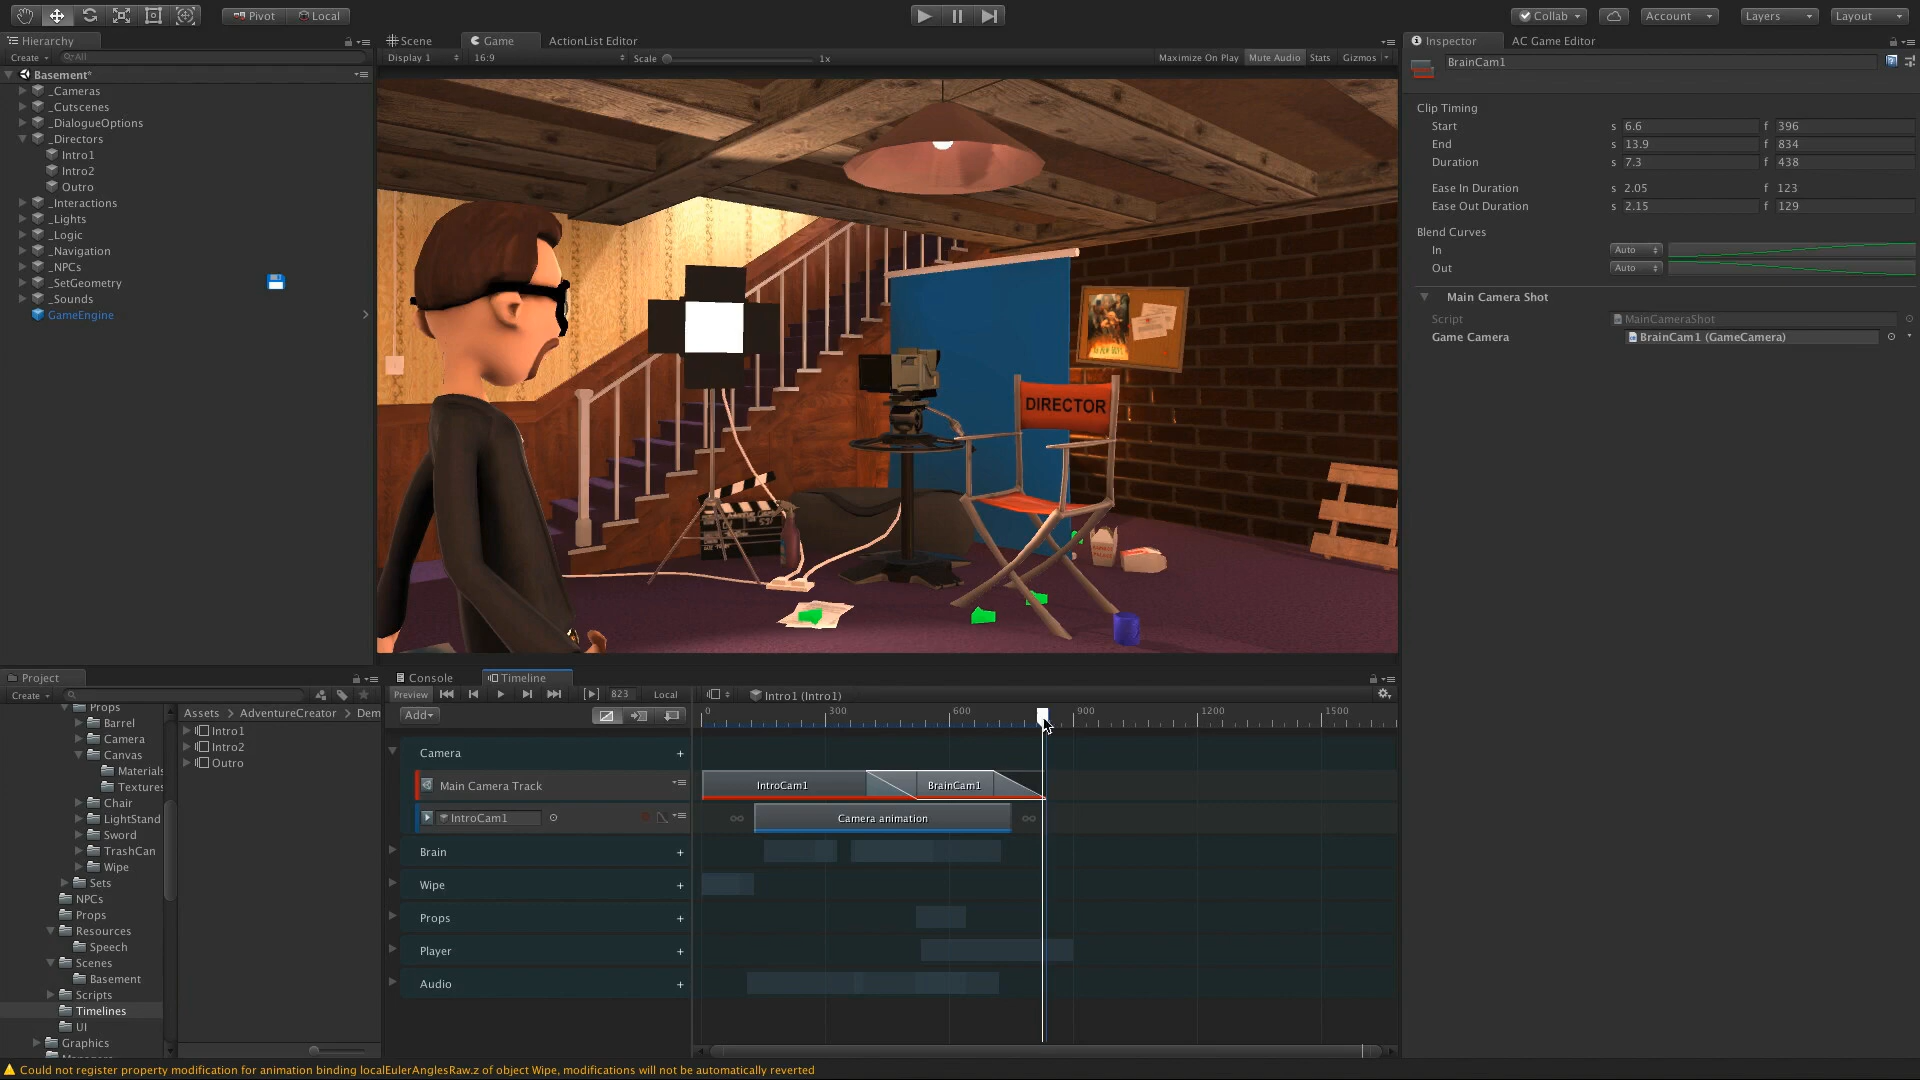 Pivot Local
Collab Account Layers Layout
Hierarchy
Create All
Basement*
_Cameras
_Cutscenes
_DialogueOptions
_Directors
Intro1
Intro2
Outro
_Interactions
_Lights
_Logic
_Navigation
_NPCs
_SetGeometry
_Sounds
GameEngine
Scene Game ActionList Editor
Display 1 16:9 Scale 1x Maximize On Play Mute Audio Stats Gizmos
DIRECTOR
Inspector AC Game Editor
BrainCam1
Clip Timing
Start s 6.6 f 396
End s 13.9 f 834
Duration s 7.3 f 438
Ease In Duration s 2.05 f 123
Ease Out Duration s 2.15 f 129
Blend Curves
In Auto
Out Auto
Main Camera Shot
Script MainCameraShot
Game Camera BrainCam1 (GameCamera)
Project
Create
Props
Barrel
Camera
Canvas
Materials
Textures
Chair
LightStand
Sword
TrashCan
Wipe
Sets
NPCs
Props
Resources
Speech
Scenes
Basement
Scripts
Timelines
UI
Graphics
Assets > AdventureCreator > Dem
Intro1
Intro2
Outro
Console Timeline
Preview 823 Local Intro1 (Intro1)
Add
0 300 600 900 1200 1500
Camera
Main Camera Track IntroCam1 BrainCam1
IntroCam1 Camera animation
Brain
Wipe
Props
Player
Audio
Could not register property modification for animation binding localEulerAnglesRaw.z of object Wipe, modifications will not be automatically reverted